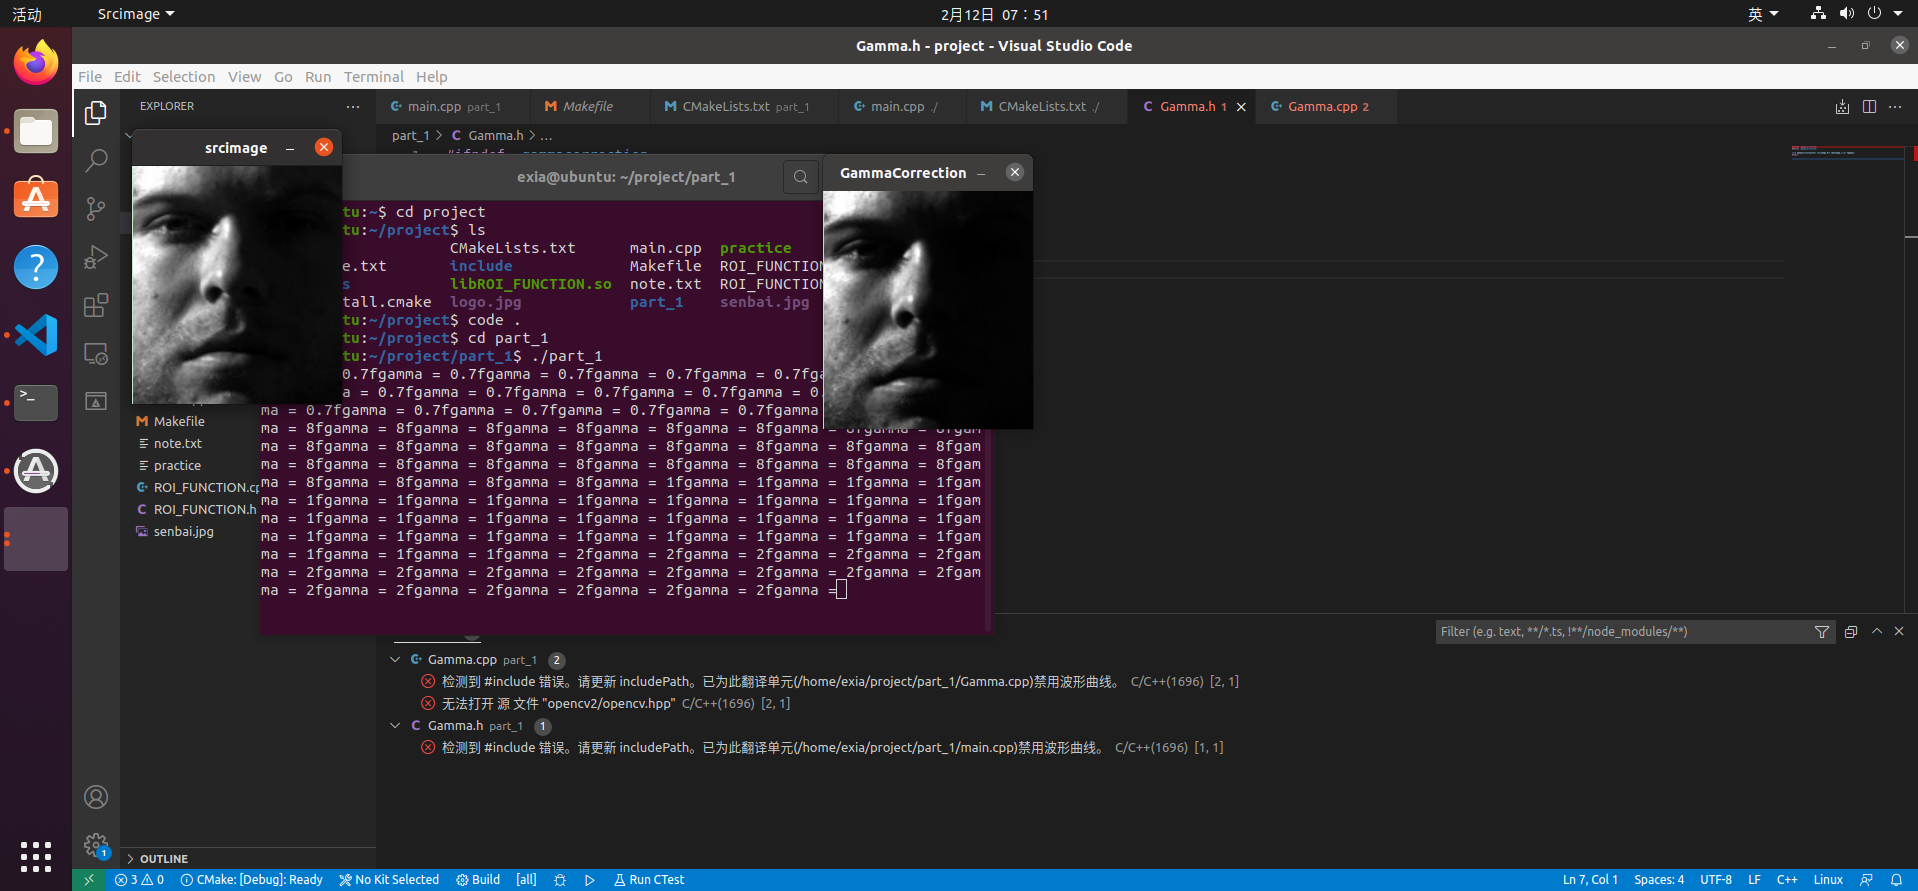 活动
Srcimage
2月12日 07：51
英
Gamma.h - project - Visual Studio Code
File Edit Selection View Go Run Terminal Help
EXPLORER
main.cpp part_1
Makefile
CMakeLists.txt part_1
main.cpp ./
CMakeLists.txt ./
Gamma.h 1
Gamma.cpp 2
part_1 > C Gamma.h > ...
srcimage
exia@ubuntu: ~/project/part_1
GammaCorrection
tu:~$ cd project
tu:~/project$ ls
CMakeLists.txt main.cpp practice
e.txt include Makefile ROI_FUNCTION
s libROI_FUNCTION.so note.txt ROI_FUNCTION
tall.cmake logo.jpg part_1 senbai.jpg
tu:~/project$ code .
tu:~/project$ cd part_1
tu:~/project/part_1$ ./part_1
0.7fgamma = 0.7fgamma = 0.7fgamma = 0.7fgamma = 0.7fga
a = 0.7fgamma = 0.7fgamma = 0.7fgamma = 0.7fgamma = 0.
ma = 0.7fgamma = 0.7fgamma = 0.7fgamma = 0.7fgamma = 0.7fgamma
ma = 8fgamma = 8fgamma = 8fgamma = 8fgamma = 8fgamma = 8fgamma = 8fgamma = 8fgam
ma = 8fgamma = 8fgamma = 8fgamma = 8fgamma = 8fgamma = 8fgamma = 8fgamma = 8fgam
ma = 8fgamma = 8fgamma = 8fgamma = 8fgamma = 8fgamma = 8fgamma = 8fgamma = 8fgam
ma = 8fgamma = 8fgamma = 8fgamma = 8fgamma = 1fgamma = 1fgamma = 1fgamma = 1fgam
ma = 1fgamma = 1fgamma = 1fgamma = 1fgamma = 1fgamma = 1fgamma = 1fgamma = 1fgam
ma = 1fgamma = 1fgamma = 1fgamma = 1fgamma = 1fgamma = 1fgamma = 1fgamma = 1fgam
ma = 1fgamma = 1fgamma = 1fgamma = 1fgamma = 1fgamma = 1fgamma = 1fgamma = 1fgam
ma = 1fgamma = 1fgamma = 1fgamma = 2fgamma = 2fgamma = 2fgamma = 2fgamma = 2fgam
ma = 2fgamma = 2fgamma = 2fgamma = 2fgamma = 2fgamma = 2fgamma = 2fgamma = 2fgam
ma = 2fgamma = 2fgamma = 2fgamma = 2fgamma = 2fgamma = 2fgamma =
Makefile
note.txt
practice
ROI_FUNCTION.cp
ROI_FUNCTION.h
senbai.jpg
Filter (e.g. text, **/*.ts, !**/node_modules/**)
Gamma.cpp part_1 2
检测到 #include 错误。请更新 includePath。已为此翻译单元(/home/exia/project/part_1/Gamma.cpp)禁用波形曲线。 C/C++(1696) [2, 1]
无法打开 源 文件 "opencv2/opencv.hpp" C/C++(1696) [2, 1]
Gamma.h part_1 1
检测到 #include 错误。请更新 includePath。已为此翻译单元(/home/exia/project/part_1/main.cpp)禁用波形曲线。 C/C++(1696) [1, 1]
1
OUTLINE
3 0 CMake: [Debug]: Ready No Kit Selected Build [all] Run CTest Ln 7, Col 1 Spaces: 4 UTF-8 LF C++ Linux